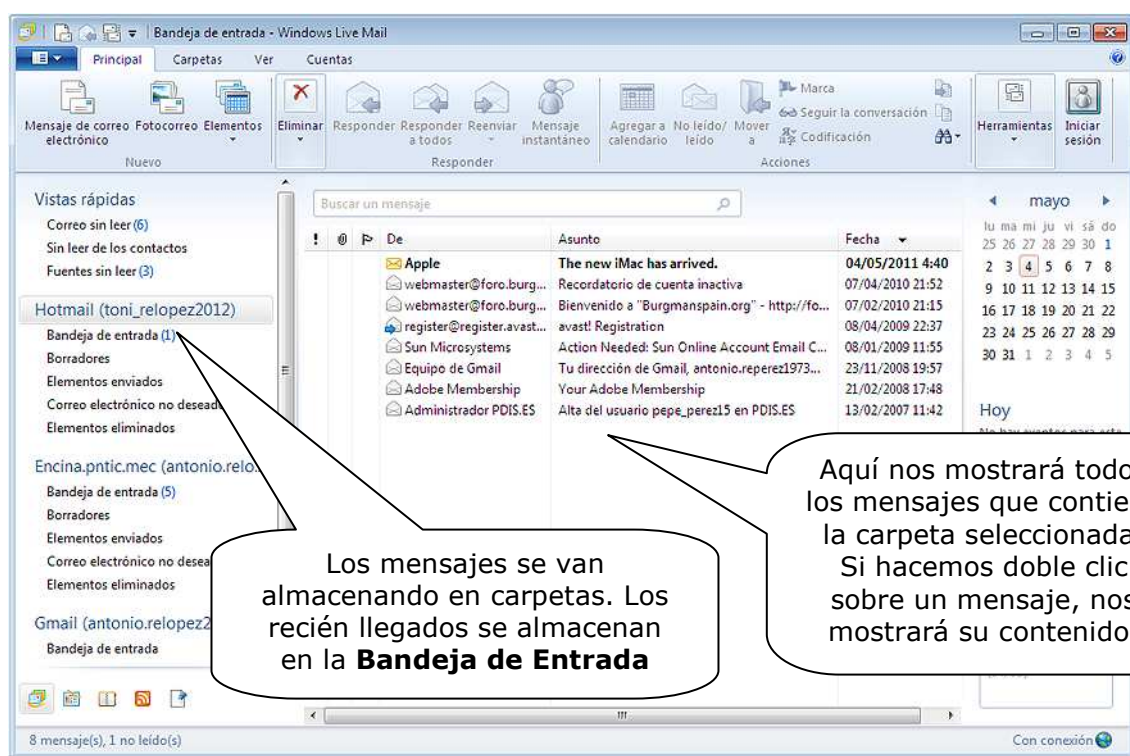 Bandeja de entrada - Windows Live Mail
Principal Carpetas Ver Cuentas
Mensaje de correo electrónico Fotocorreo Elementos
Nuevo
Eliminar
Responder Responder a todos Reenviar Mensaje instantáneo
Responder
Agregar a calendario No leído/ leído Mover a
Marca
Seguir la conversación
Codificación
Acciones
Herramientas Iniciar sesión
Vistas rápidas
Correo sin leer (6)
Sin leer de los contactos
Fuentes sin leer (3)
Hotmail (toni_relopez2012)
Bandeja de entrada (1)
Borradores
Elementos enviados
Correo electrónico no desead
Elementos eliminados
Encina.pntic.mec (antonio.relo...
Bandeja de entrada (5)
Borradores
Elementos enviados
Correo electrónico no desea
Elementos eliminados
Gmail (antonio.relopez2
Bandeja de entrada
Buscar un mensaje
! De Asunto Fecha
Apple The new iMac has arrived. 04/05/2011 4:40
webmaster@foro.burg... Recordatorio de cuenta inactiva 07/04/2010 21:52
webmaster@foro.burg... Bienvenido a "Burgmanspain.org" - http://fo... 07/02/2010 21:15
register@register.avast... avast! Registration 08/04/2009 22:37
Sun Microsystems Action Needed: Sun Online Account Email C... 08/01/2009 11:55
Equipo de Gmail Tu dirección de Gmail, antonio.reperez1973... 23/11/2008 19:57
Adobe Membership Your Adobe Membership 21/02/2008 17:48
Administrador PDIS.ES Alta del usuario pepe_perez15 en PDIS.ES 13/02/2007 11:42
mayo
lu ma mi ju vi sá do
25 26 27 28 29 30 1
2 3 4 5 6 7 8
9 10 11 12 13 14 15
16 17 18 19 20 21 22
23 24 25 26 27 28 29
30 31 1 2 3 4 5
Hoy
Los mensajes se van
almacenando en carpetas. Los
recién llegados se almacenan
en la Bandeja de Entrada
Aquí nos mostrará todo
los mensajes que contie
la carpeta seleccionada
Si hacemos doble clic
sobre un mensaje, nos
mostrará su contenido
8 mensaje(s), 1 no leído(s)
Con conexión